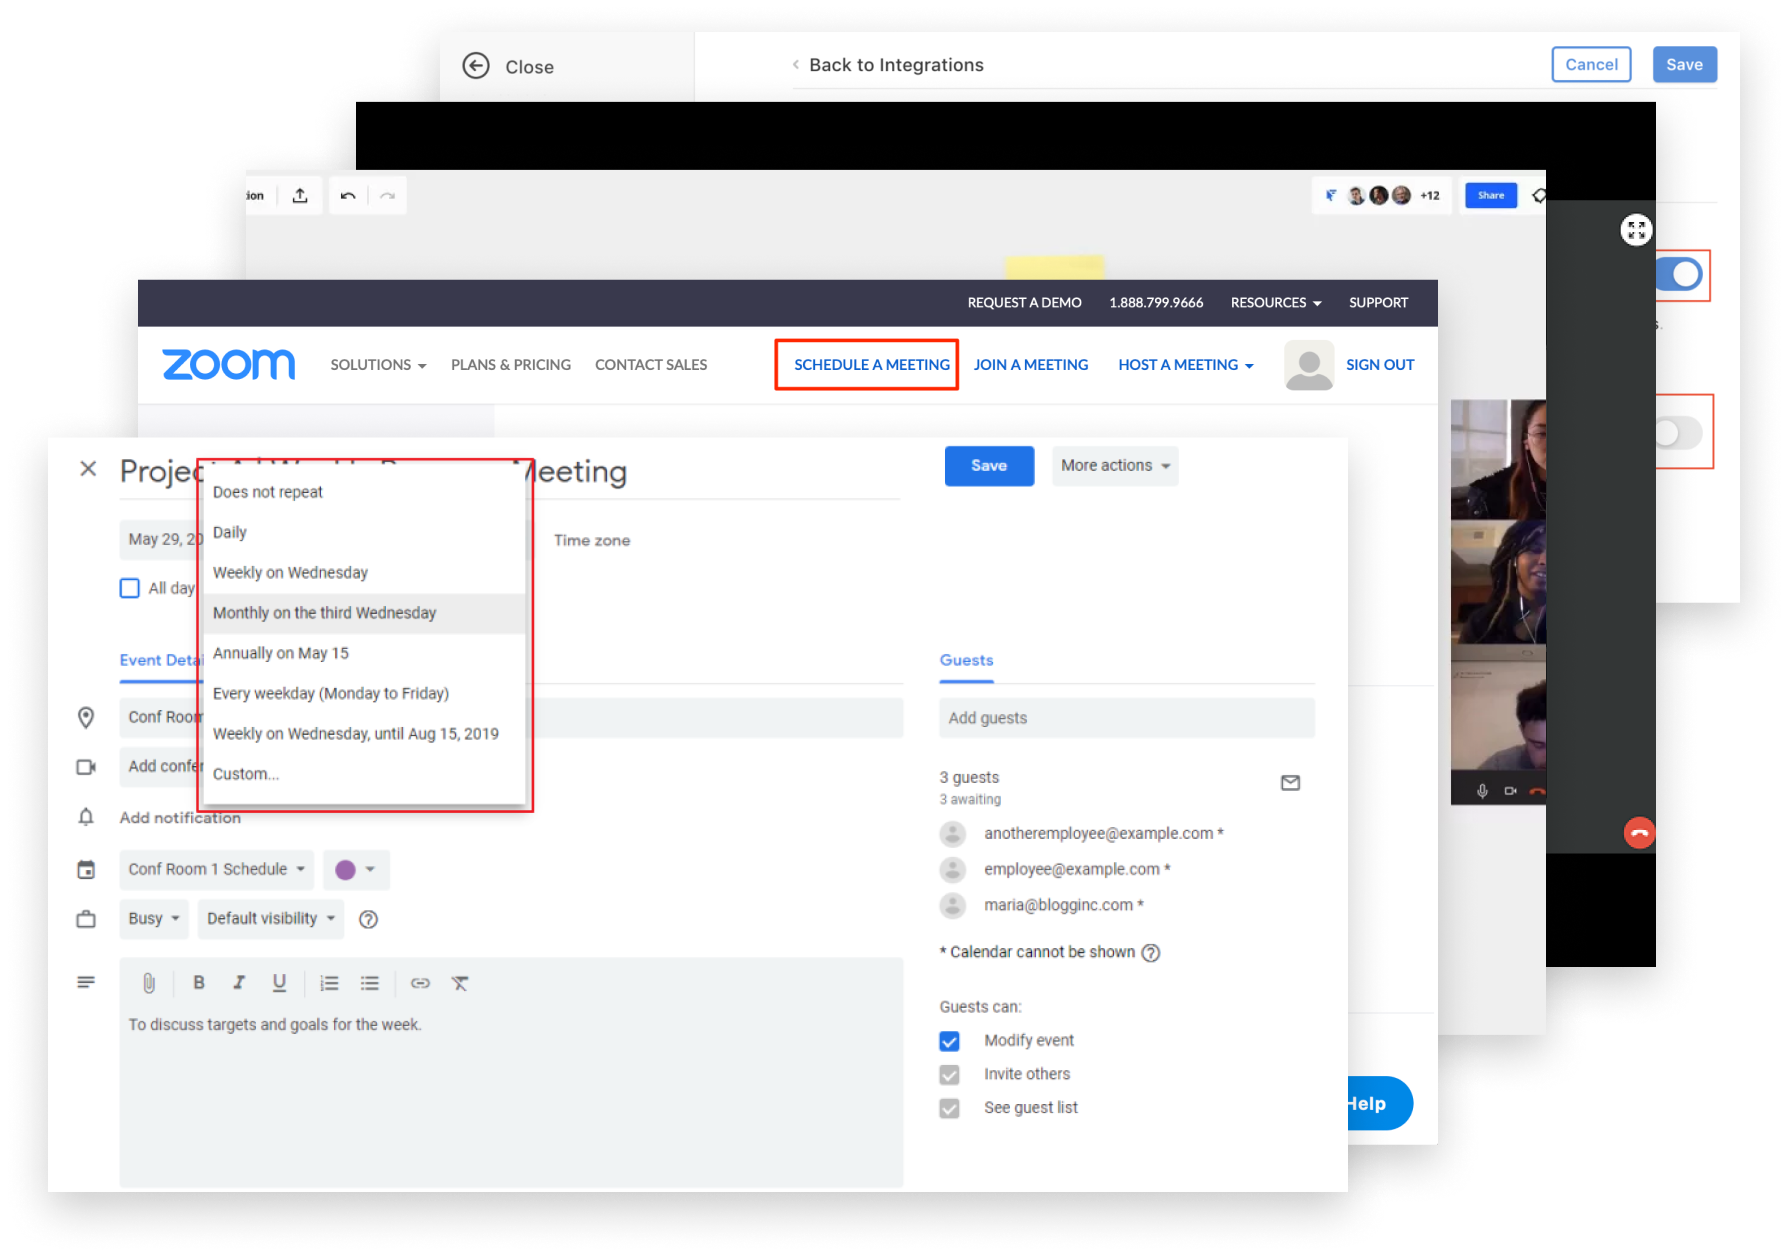 Close
Back to Integrations
Cancel
Save
ion
+12
Share
REQUEST A DEMO 1.888.799.9666 RESOURCES SUPPORT
zoom
SOLUTIONS PLANS & PRICING CONTACT SALES
SCHEDULE A MEETING JOIN A MEETING HOST A MEETING SIGN OUT
s.
Meeting
Save
More actions
Does not repeat
Daily
Weekly on Wednesday
Monthly on the third Wednesday
Annually on May 15
Every weekday (Monday to Friday)
Weekly on Wednesday, until Aug 15, 2019
Custom...
May 29, 20
Time zone
All day
Event Detai
Conf Room
Add confer
Add notification
Conf Room 1 Schedule
Busy
Default visibility
B I U
To discuss targets and goals for the week.
Guests
Add guests
3 guests
3 awaiting
anotheremployee@example.com *
employee@example.com *
maria@blogginc.com *
* Calendar cannot be shown
Guests can:
Modify event
Invite others
See guest list
Help